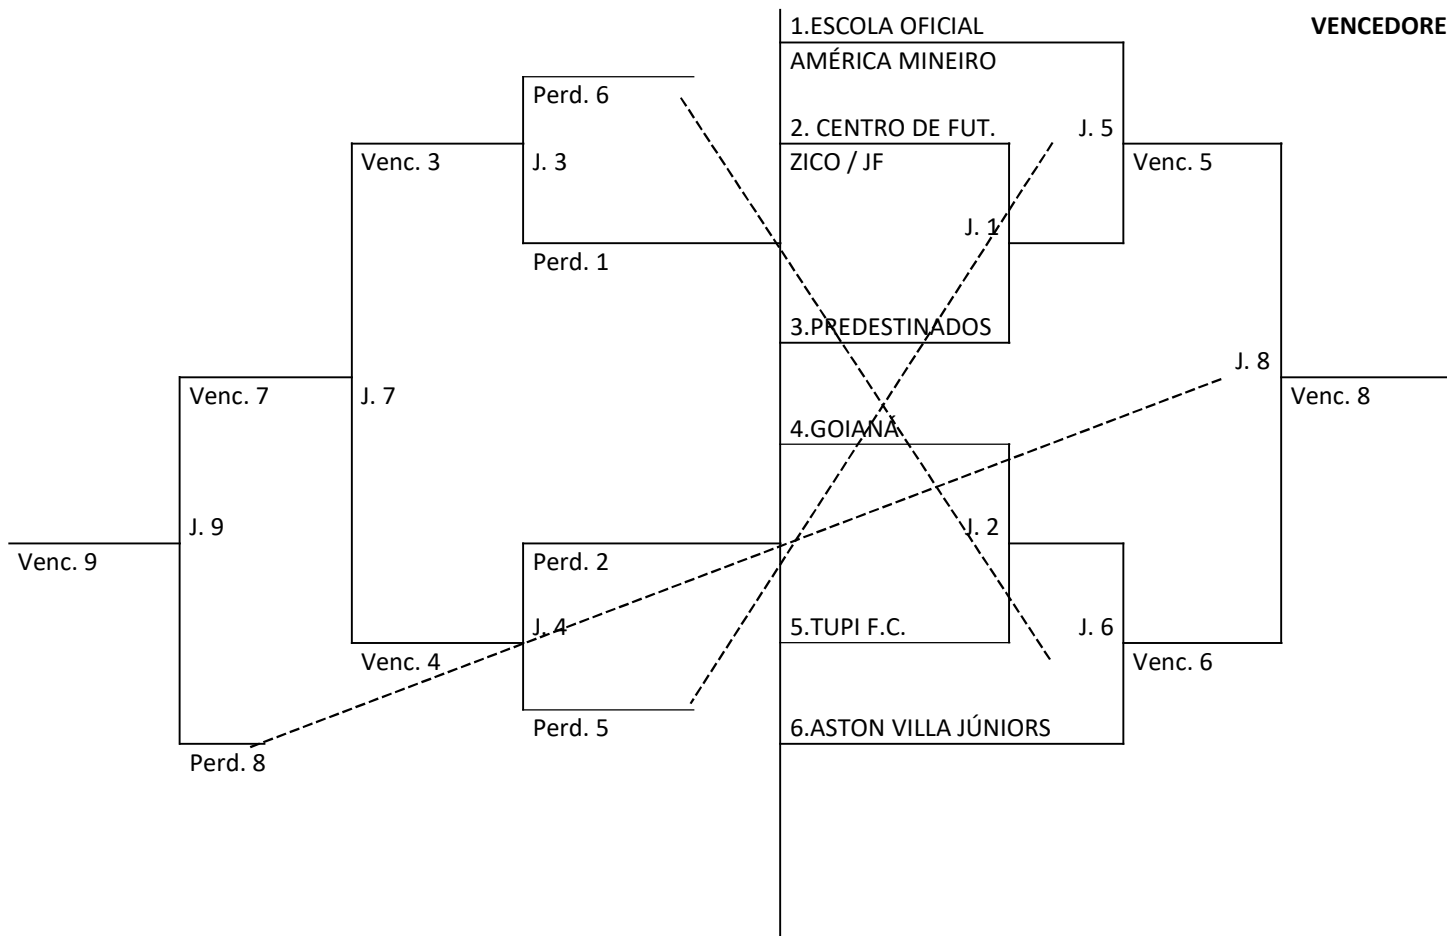 1.ESCOLA OFICIAL
VENCEDORE
AMÉRICA MINEIRO
Perd. 6
2. CENTRO DE FUT.
J. 5
Venc. 3
J. 3
ZICO / JF
Venc. 5
J. 1
Perd. 1
3.PREDESTINADOS
J. 8
Venc. 7
J. 7
Venc. 8
4.GOIANÁ
J. 9
J. 2
Venc. 9
Perd. 2
J. 4
5.TUPI F.C.
J. 6
Venc. 4
Venc. 6
Perd. 5
6.ASTON VILLA JÚNIORS
Perd. 8